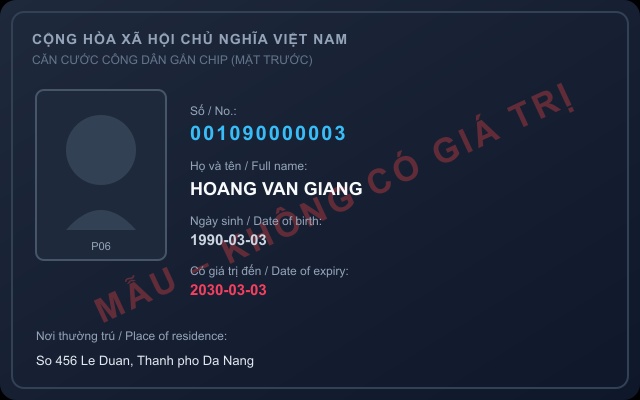 CỘNG HÒA XÃ HỘI CHỦ NGHĨA VIỆT NAM
CĂN CƯỚC CÔNG DÂN GẮN CHIP (MẶT TRƯỚC)
Số / No.:
001090000003
Họ và tên / Full name:
HOANG VAN GIANG
Ngày sinh / Date of birth:
1990-03-03
Có giá trị đến / Date of expiry:
2030-03-03
P06
MẪU – KHÔNG CÓ GIÁ TRỊ
Nơi thường trú / Place of residence:
So 456 Le Duan, Thanh pho Da Nang